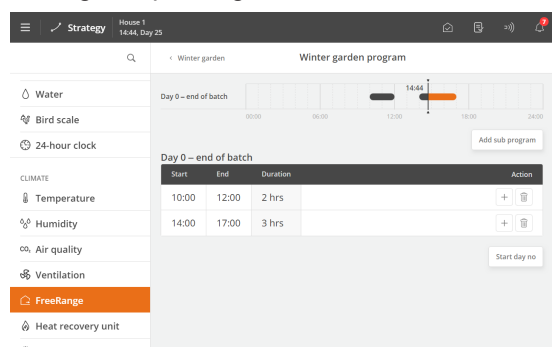 Strategy
House 1
14:44, Day 25
7
Winter garden
Winter garden program
Water
Bird scale
24-hour clock
CLIMATE
Temperature
Humidity
CO₂ Air quality
Ventilation
FreeRange
Heat recovery unit
14:44
Day 0 – end of batch
00:00 06:00 12:00 18:00 24:00
Add sub program
Day 0 – end of batch
Start End Duration Action
10:00 12:00 2 hrs
14:00 17:00 3 hrs
Start day no